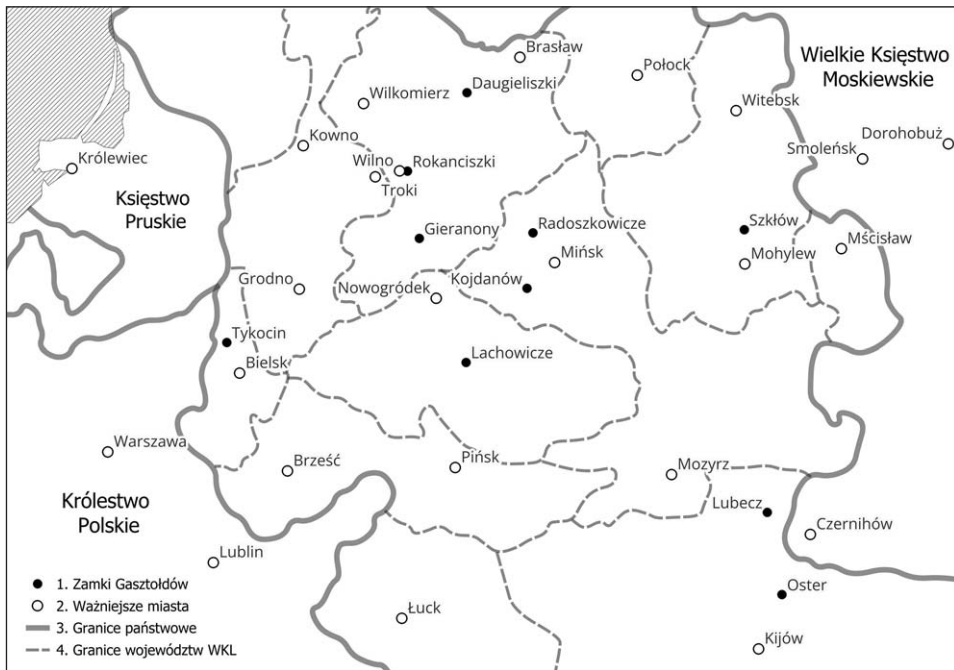 Brasław
Połock
Wielkie Księstwo
Moskiewskie
Daugieliszki
Wilkomierz
Witebsk
Dorohobuż
Kowno
Smoleńsk
Królewiec
Wilno
Rokanciszki
Troki
Księstwo
Pruskie
Gieranony
Radoszkowicze
Szkłów
Mścisław
Mińsk
Mohylew
Grodno
Nowogródek
Kojdanów
Tykocin
Bielsk
Lachowicze
Warszawa
Brześć
Pińsk
Mozyrz
Królestwo
Polskie
Lubecz
Czernihów
Lublin
1. Zamki Gasztołdów
2. Ważniejsze miasta
3. Granice państwowe
4. Granice województw WKL
Łuck
Oster
Kijów